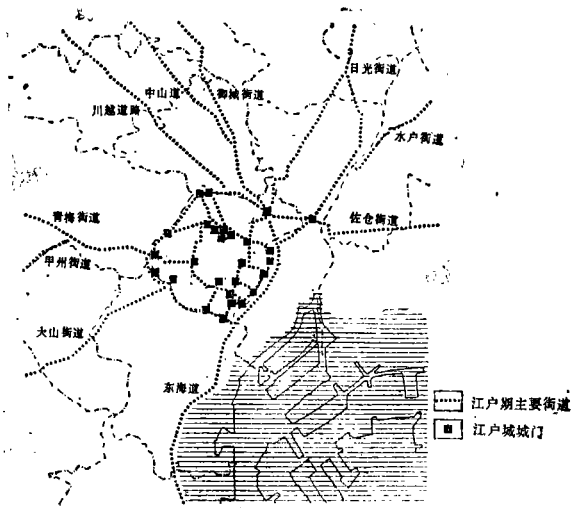 日光街道
中山道
御成街道
川越道路
水户街道
青梅街道
佐仓街道
甲州街道
大山街道
东海道
江户期主要街道
江户城城门